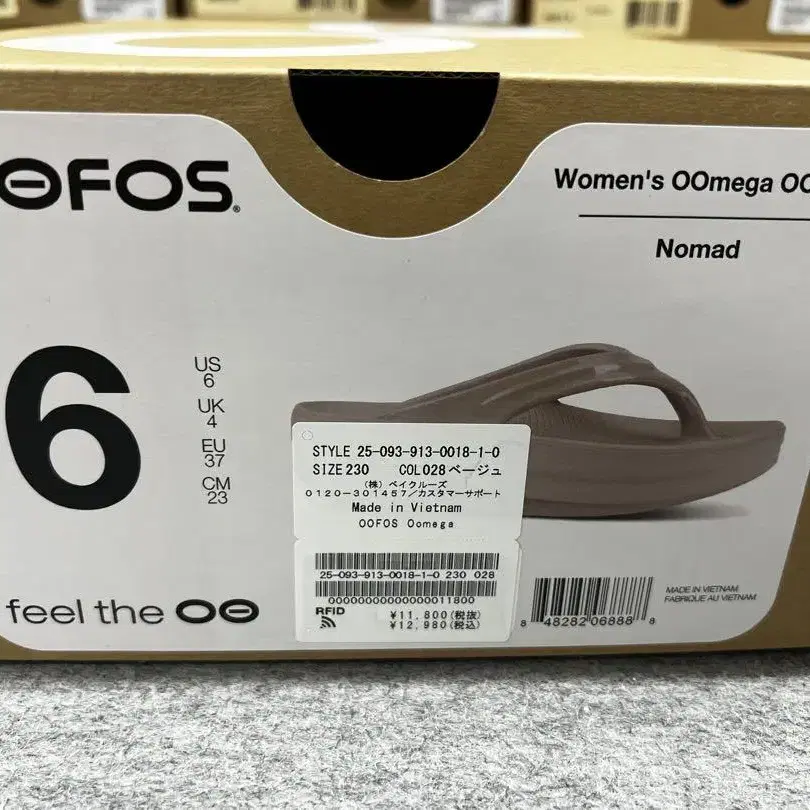 OOFOS®
Women's OOmega OO
Nomad
6
US
6
UK
4
EU
37
CM
23
STYLE 25-093-913-0018-1-0
SIZE 230 COL 028 ベージュ
(株) ベイクルーズ
0120-301457/カスタマーサポート
Made in Vietnam
OOFOS Oomega
25-093-913-0018-1-0 230 028
00000000000000011800
RFID
¥11,800(税抜)
¥12,980(税込)
feel the OO
8 48282 06888 8
MADE IN VIETNAM
FABRIQUE AU VIETNAM